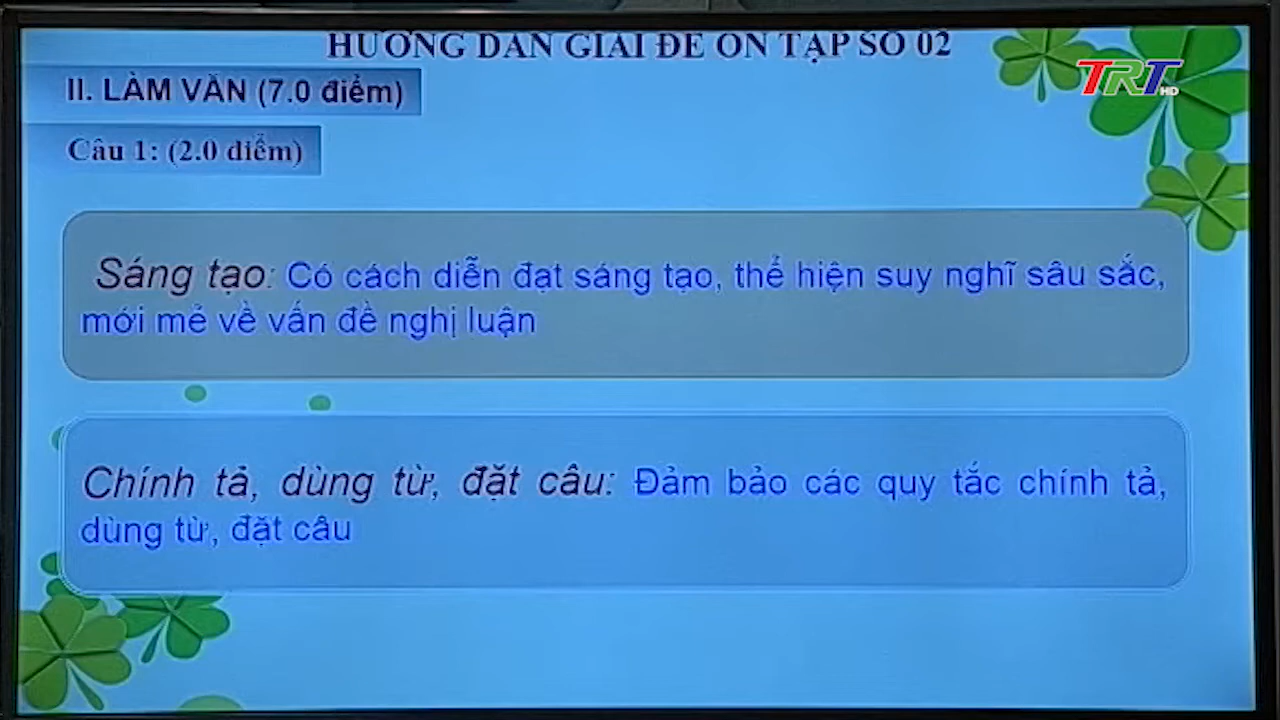 HƯỚNG DẪN GIẢI ĐỀ ÔN TẬP SỐ 02
TRT HD
II. LÀM VĂN (7.0 điểm)
Câu 1: (2.0 điểm)
Sáng tạo: Có cách diễn đạt sáng tạo, thể hiện suy nghĩ sâu sắc,
mới mẻ về vấn đề nghị luận
Chính tả, dùng từ, đặt câu: Đảm bảo các quy tắc chính tả,
dùng từ, đặt câu